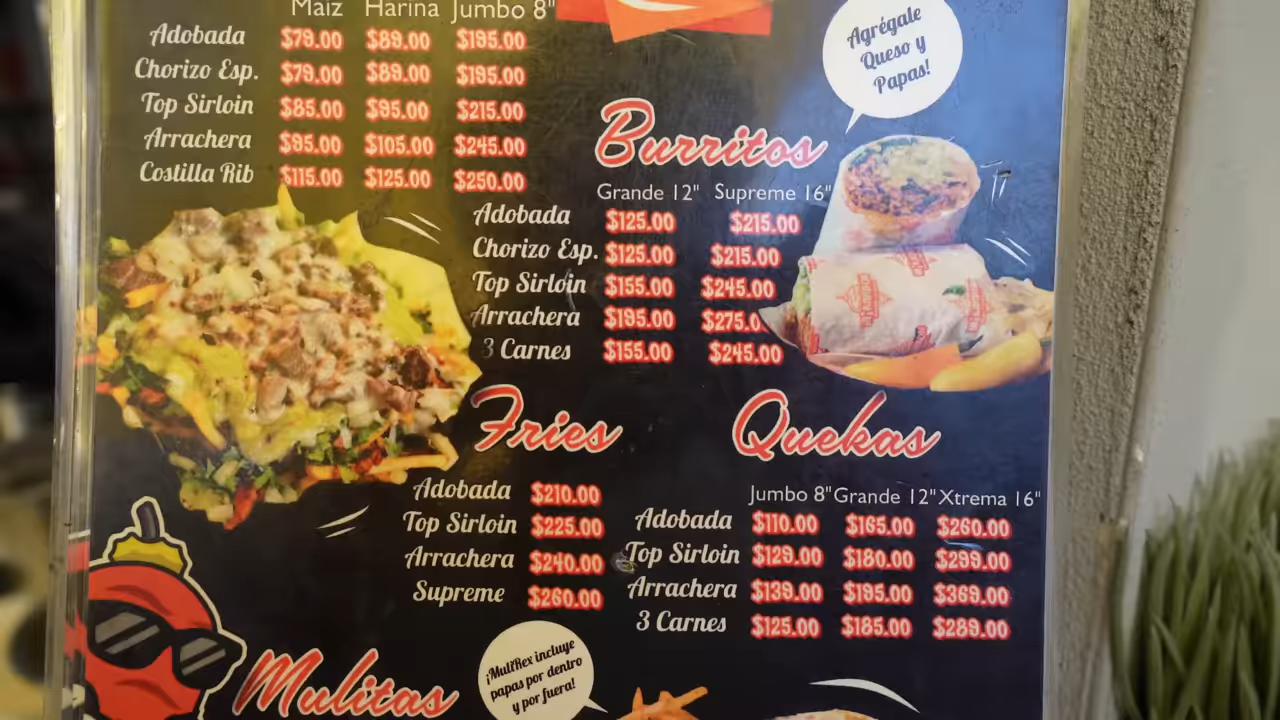 Maiz Harina Jumbo 8"
Adobada $79.00 $89.00 $195.00
Chorizo Esp. $79.00 $89.00 $195.00
Top Sirloin $85.00 $95.00 $215.00
Arrachera $95.00 $105.00 $245.00
Costilla Rib $115.00 $125.00 $250.00
Agrégale
Queso y
Papas!
Burritos
Grande 12" Supreme 16"
Adobada $125.00 $215.00
Chorizo Esp. $125.00 $215.00
Top Sirloin $155.00 $245.00
Arrachera $195.00 $275.0
3 Carnes $155.00 $245.00
Fries
Adobada $210.00
Top Sirloin $225.00
Arrachera $240.00
Supreme $260.00
Quekas
Jumbo 8" Grande 12" Xtrema 16"
Adobada $110.00 $165.00 $260.00
Top Sirloin $129.00 $180.00 $299.00
Arrachera $139.00 $195.00 $369.00
3 Carnes $125.00 $185.00 $289.00
Mulitas
¡MuliRex incluye
papas por dentro
y por fuera!